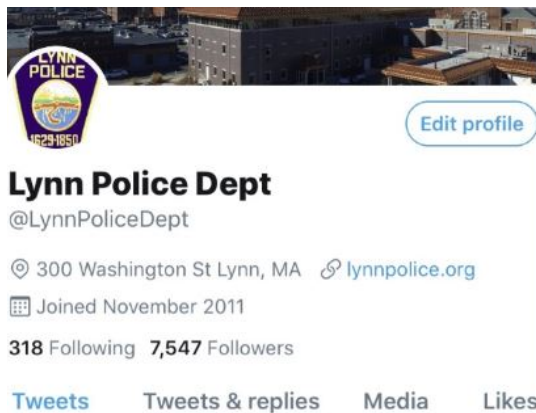 LYNN
POLICE
1629-1850
Edit profile
Lynn Police Dept
@LynnPoliceDept
300 Washington St Lynn, MA lynnpolice.org
Joined November 2011
318 Following 7,547 Followers
Tweets Tweets & replies Media Likes